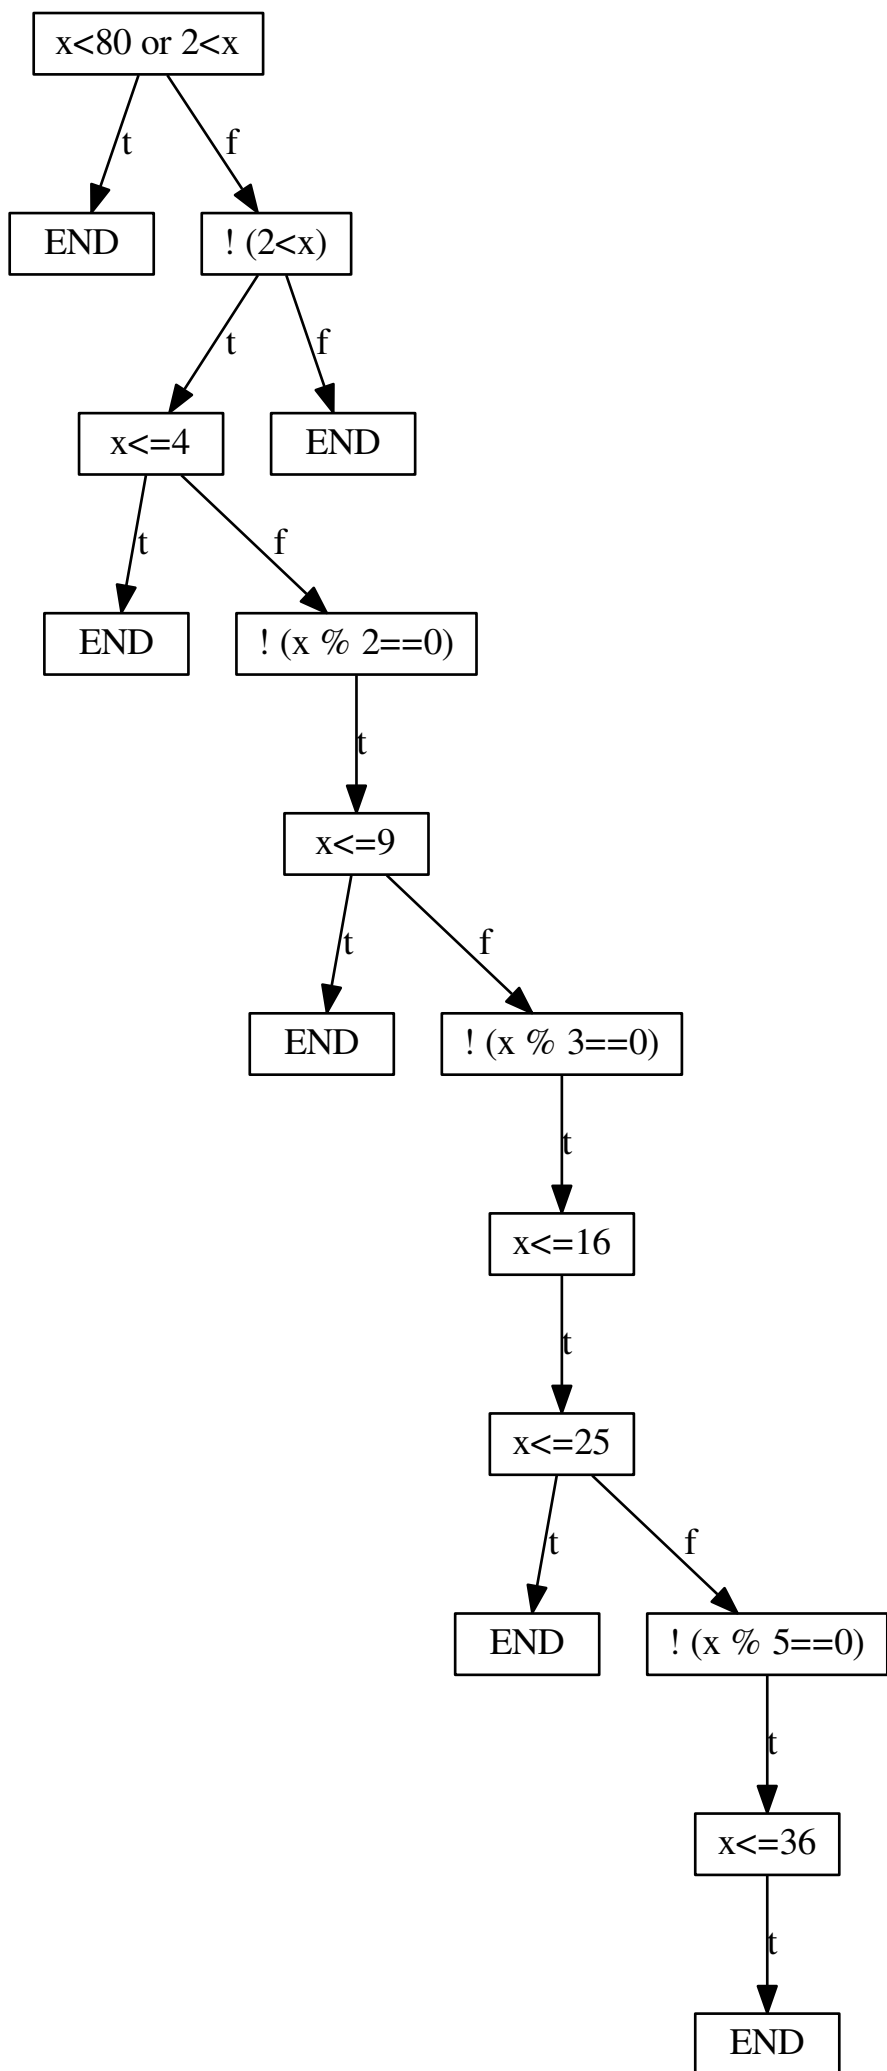 x<80 or 2<x
t
f
END
! (2<x)
t
f
x<=4
END
t
f
END
! (x % 2==0)
t
x<=9
t
f
END
! (x % 3==0)
t
x<=16
t
x<=25
t
f
END
! (x % 5==0)
t
x<=36
t
END